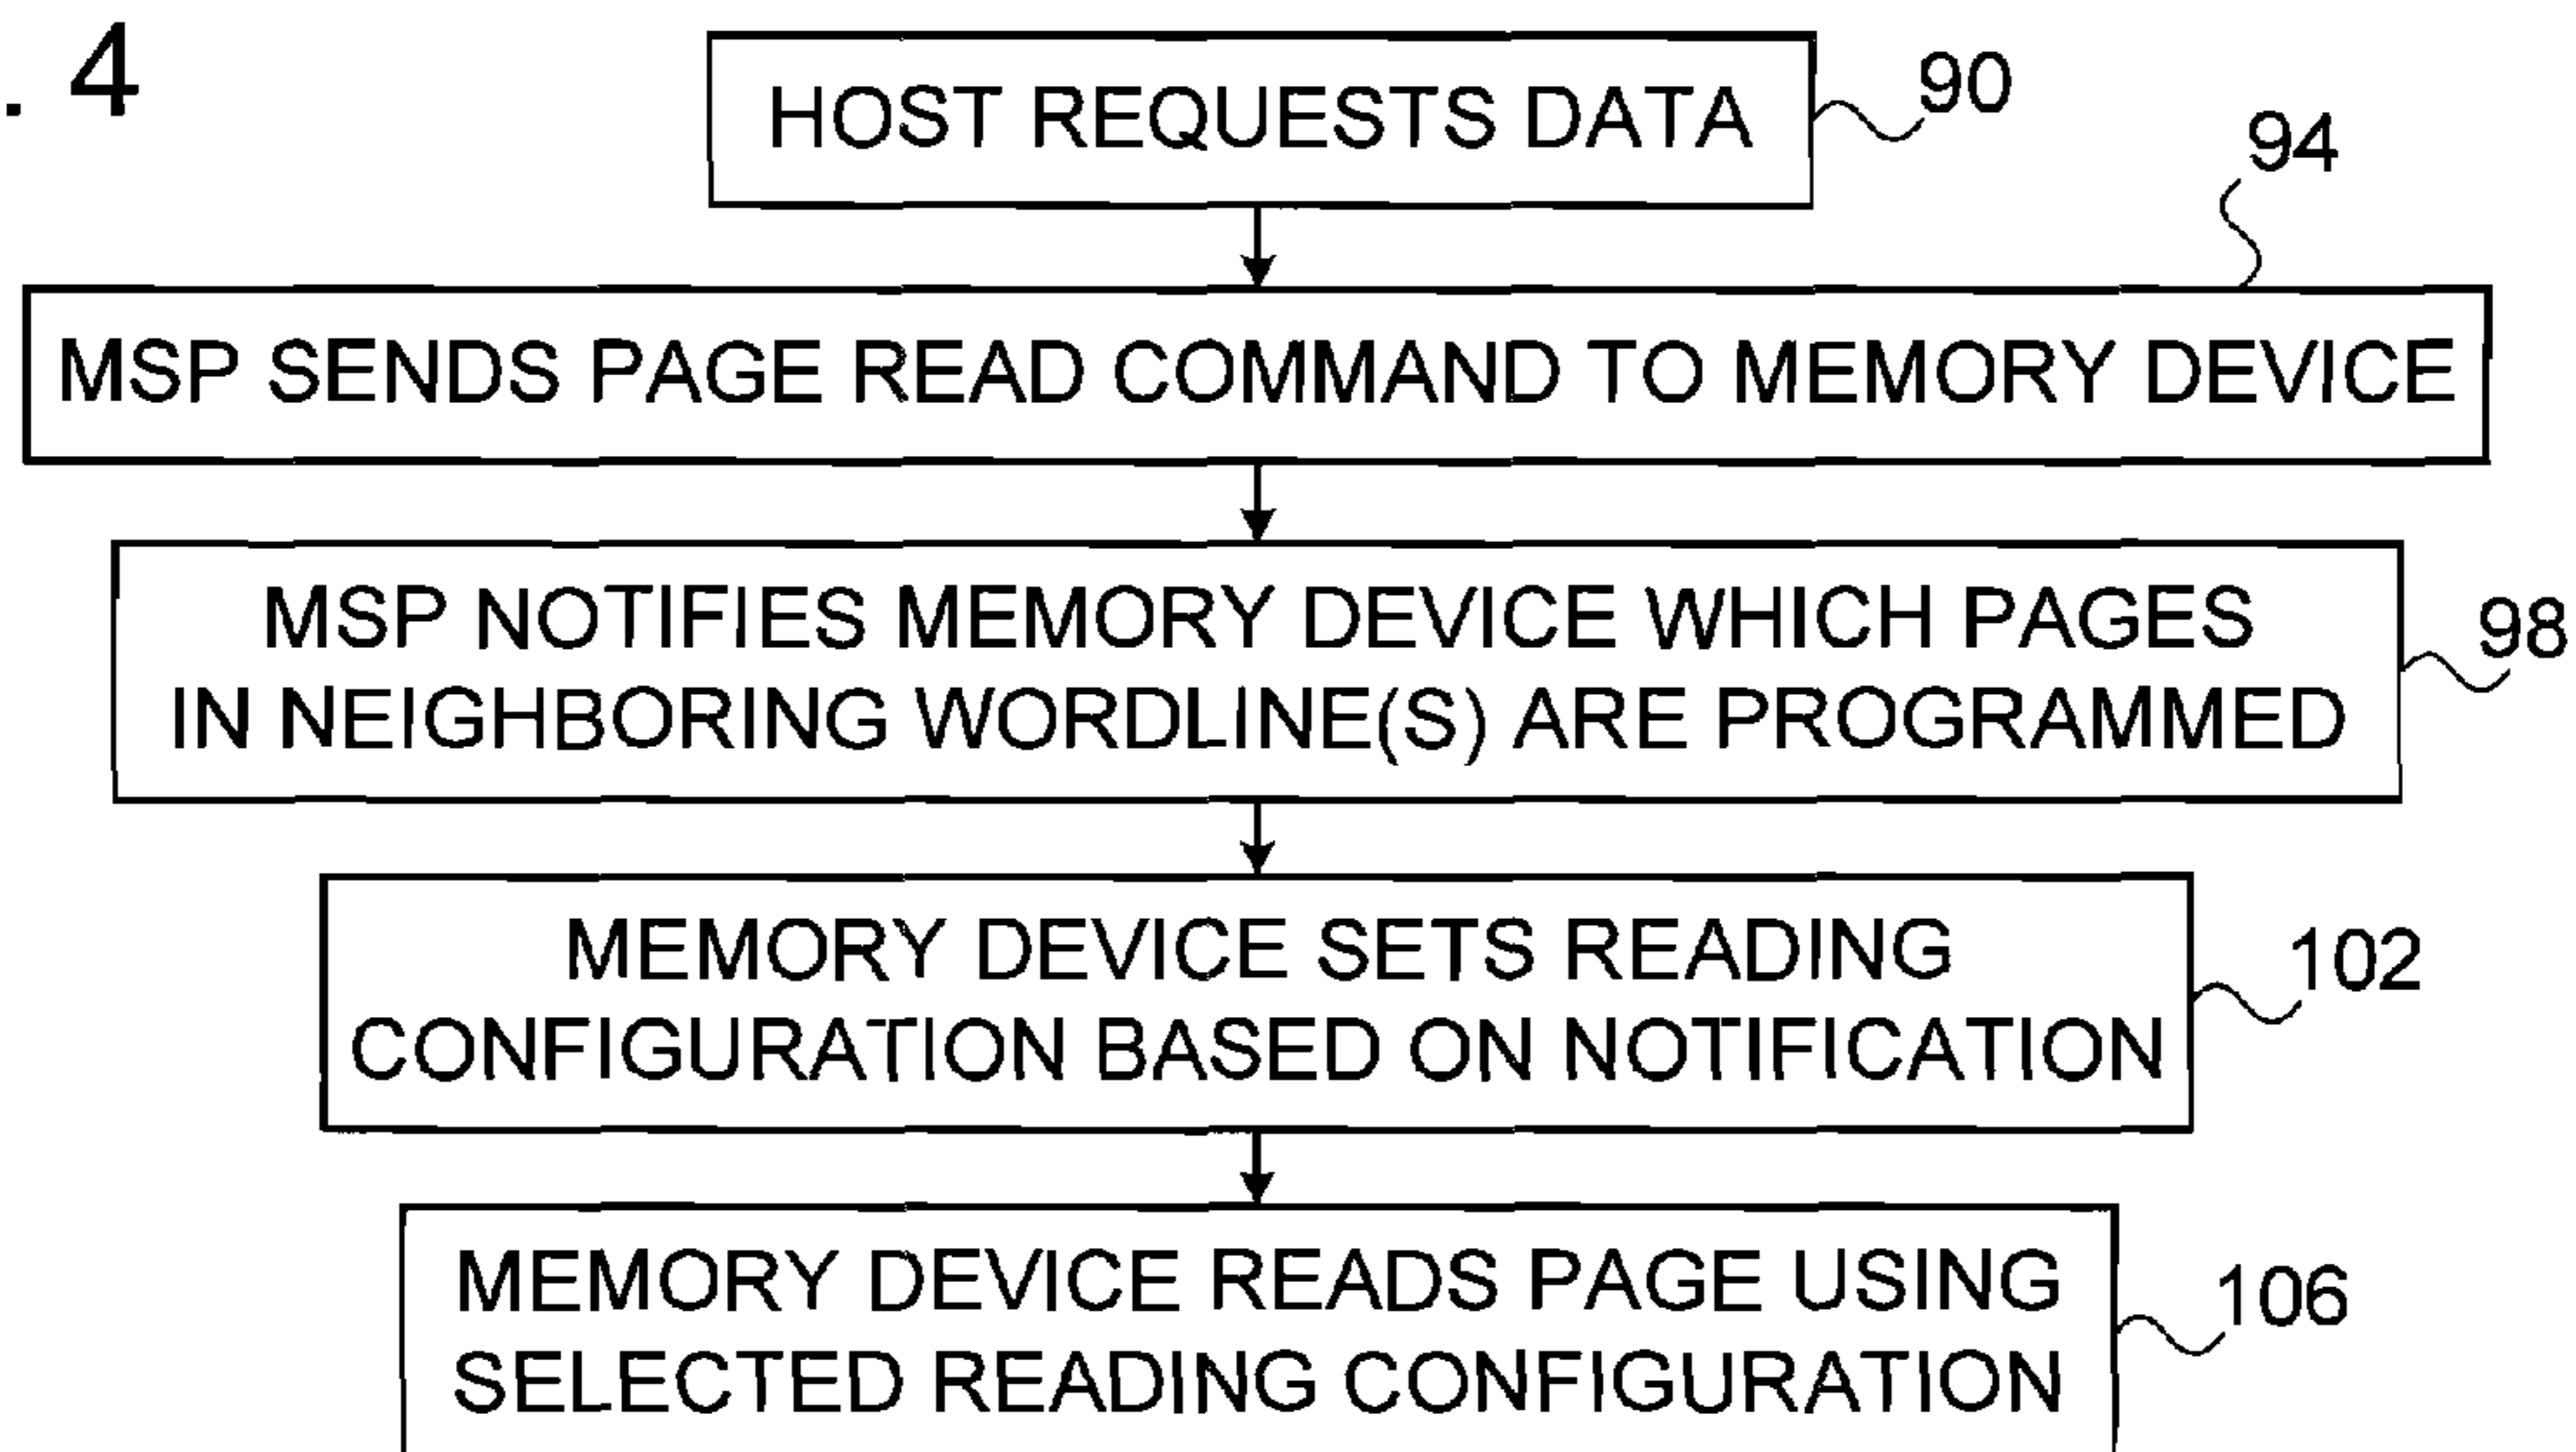 . 4
HOST REQUESTS DATA
90
94
MSP SENDS PAGE READ COMMAND TO MEMORY DEVICE
MSP NOTIFIES MEMORY DEVICE WHICH PAGES
IN NEIGHBORING WORDLINE(S) ARE PROGRAMMED
98
MEMORY DEVICE SETS READING
CONFIGURATION BASED ON NOTIFICATION
102
MEMORY DEVICE READS PAGE USING
SELECTED READING CONFIGURATION
106